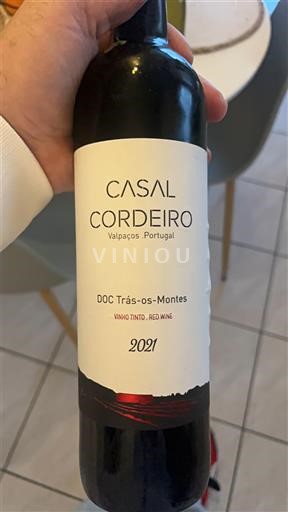 CASAL
CORDEIRO
Valpaços .Portugal
VINIOU
DOC Trás-os-Montes
VINHO TINTO . RED WINE
2021